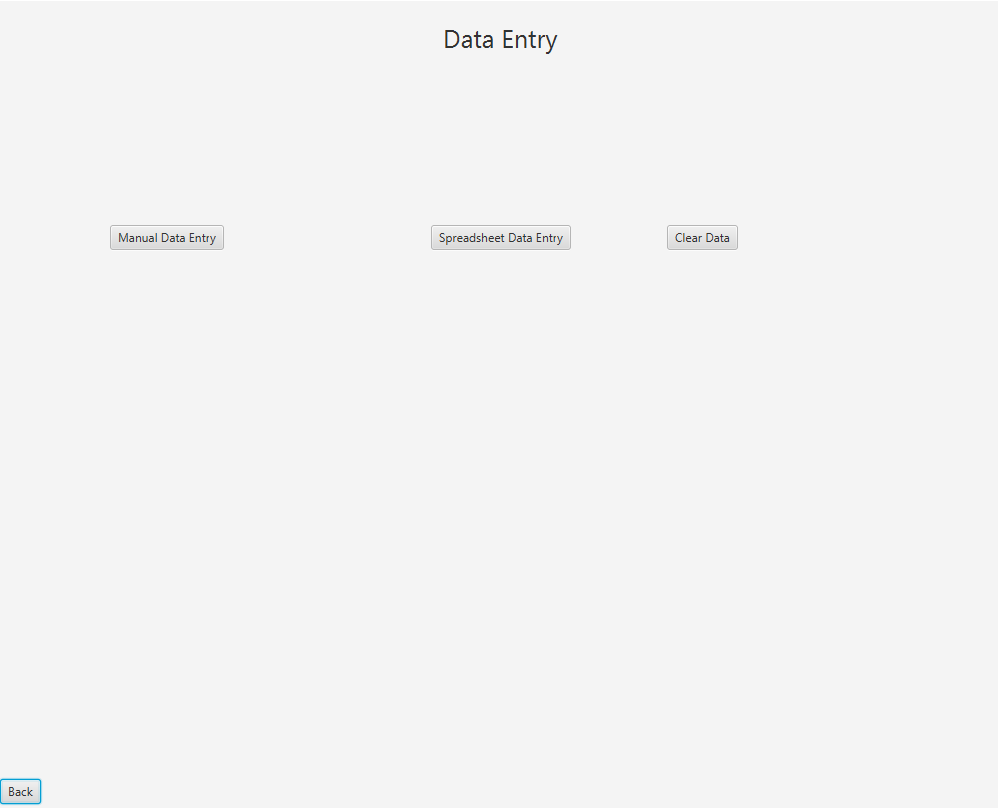 Data Entry
Manual Data Entry
Spreadsheet Data Entry
Clear Data
Back